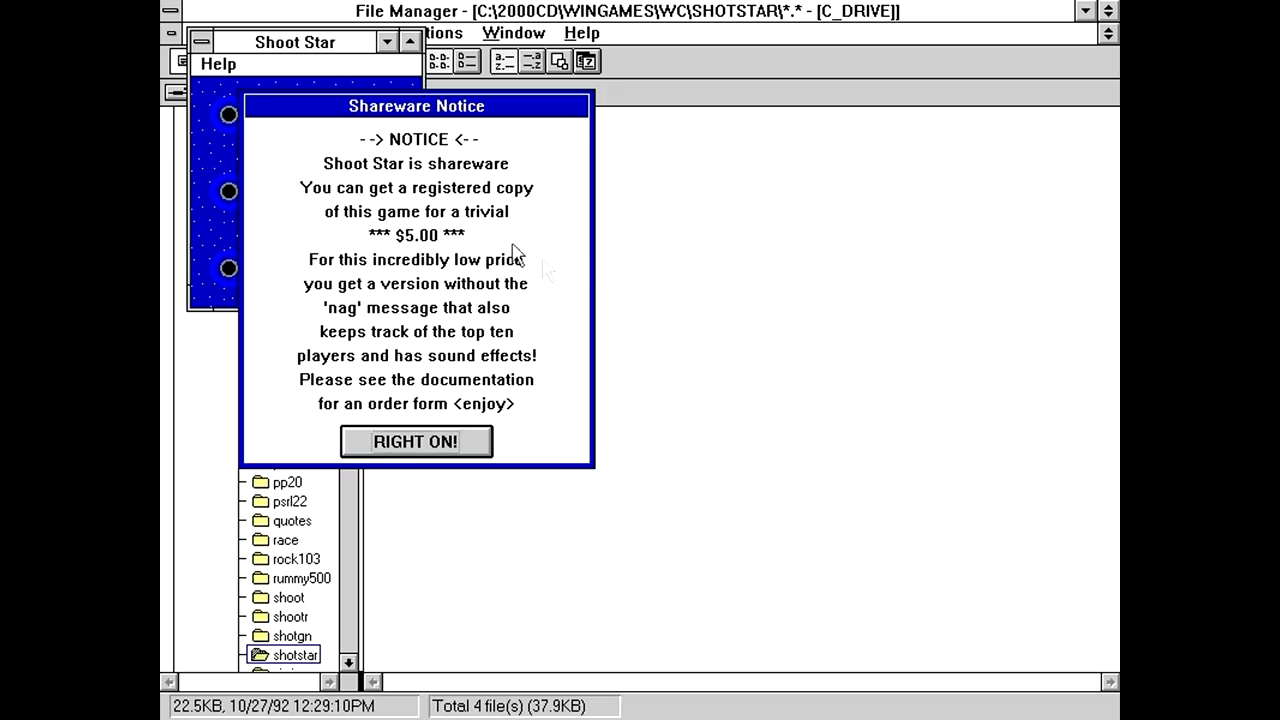 File Manager - [C:\2000CD\WINGAMES\WC\SHOTSTAR\*.* - [C_DRIVE]]
tions Window Help
Shoot Star
Help
Shareware Notice
--> NOTICE <--
Shoot Star is shareware
You can get a registered copy
of this game for a trivial
*** $5.00 ***
For this incredibly low price
you get a version without the
'nag' message that also
keeps track of the top ten
players and has sound effects!
Please see the documentation
for an order form <enjoy>
RIGHT ON!
pp20
psrl22
quotes
race
rock103
rummy500
shoot
shootr
shotgn
shotstar
22.5KB, 10/27/92 12:29:10PM
Total 4 file(s) (37.9KB)